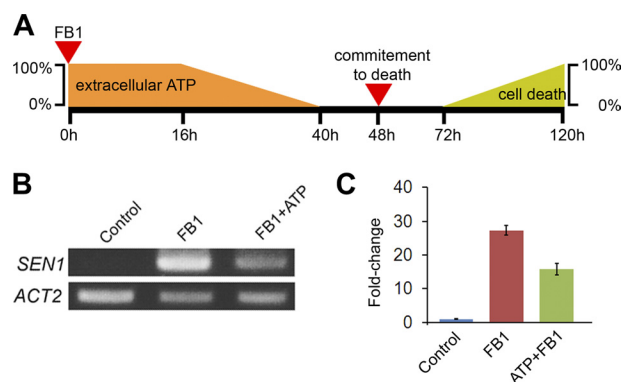 A
FB1
commitement
to death
100%
0%
extracellular ATP
cell death
100%
0%
0h
16h
40h
48h
72h
120h
B
Control
FB1
FB1+ATP
SEN1
ACT2
C
Fold-change
40
30
20
10
0
Control
FB1
ATP+FB1